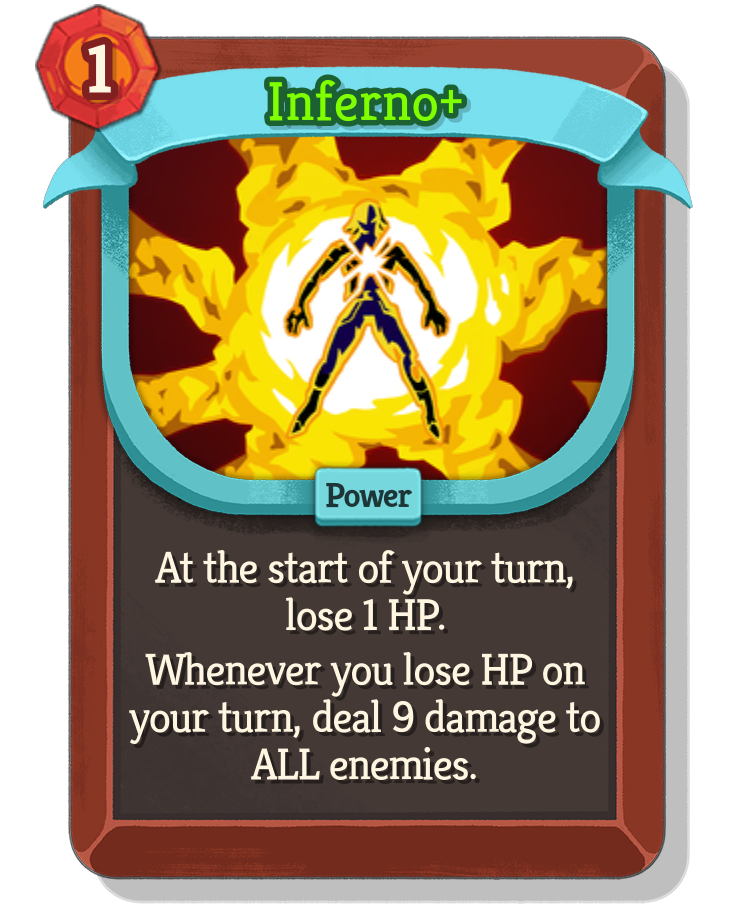 1
Inferno+
Power
At the start of your turn,
lose 1 HP.
Whenever you lose HP on
your turn, deal 9 damage to
ALL enemies.